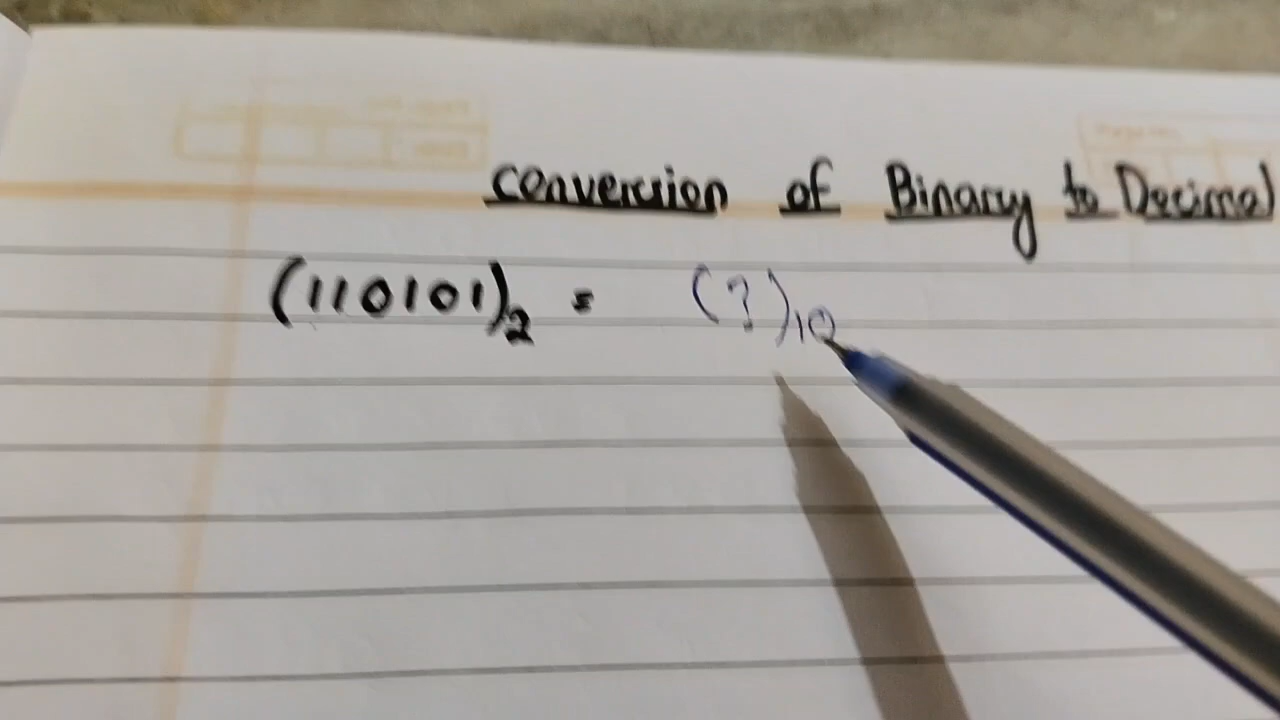 conversion of Binary to Decimal
(110101)₂ = (?)₁₀